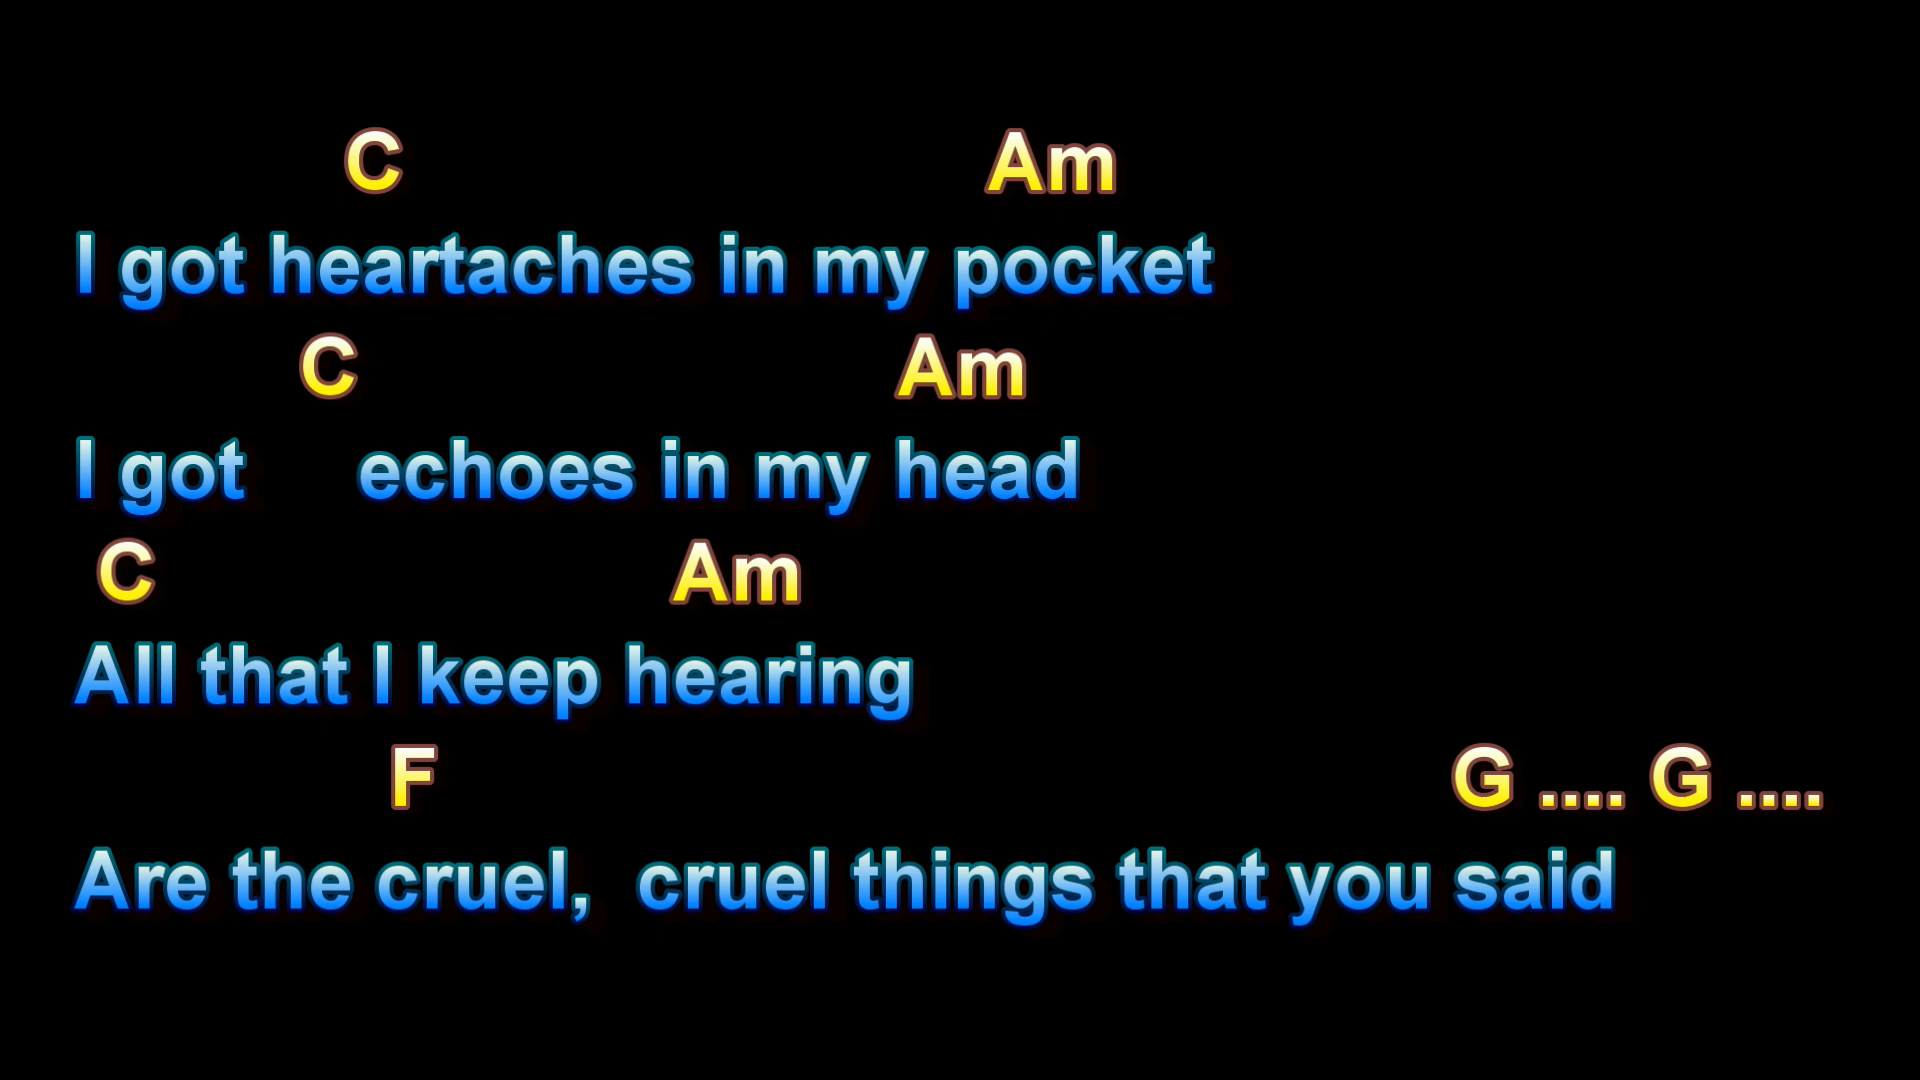 C Am
I got heartaches in my pocket
C Am
I got echoes in my head
C Am
All that I keep hearing
F G .... G ....
Are the cruel, cruel things that you said